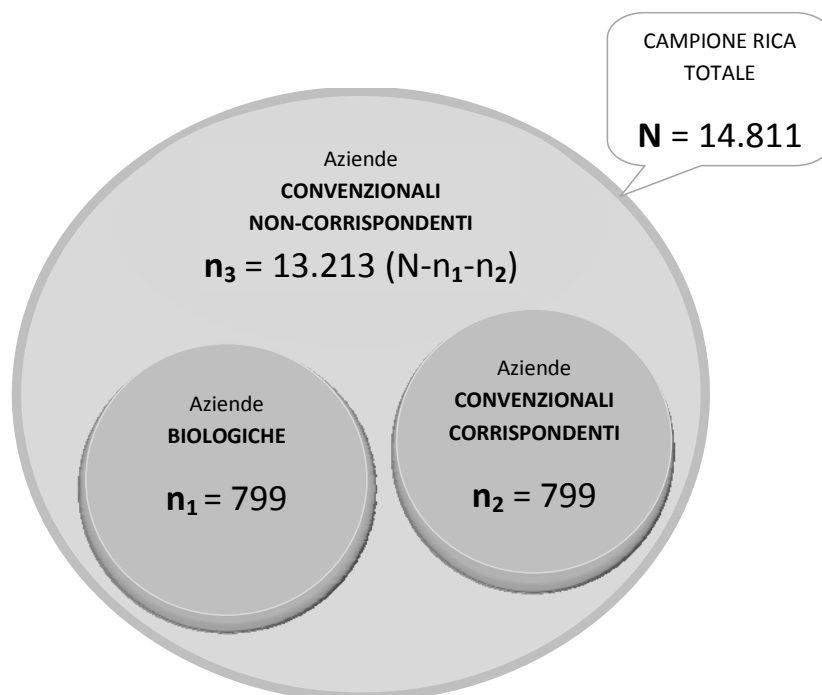 CAMPIONE RICA
TOTALE
N = 14.811
Aziende
CONVENZIONALI
NON-CORRISPONDENTI
n₃ = 13.213 (N-n₁-n₂)
Aziende
BIOLOGICHE
n₁ = 799
Aziende
CONVENZIONALI
CORRISPONDENTI
n₂ = 799